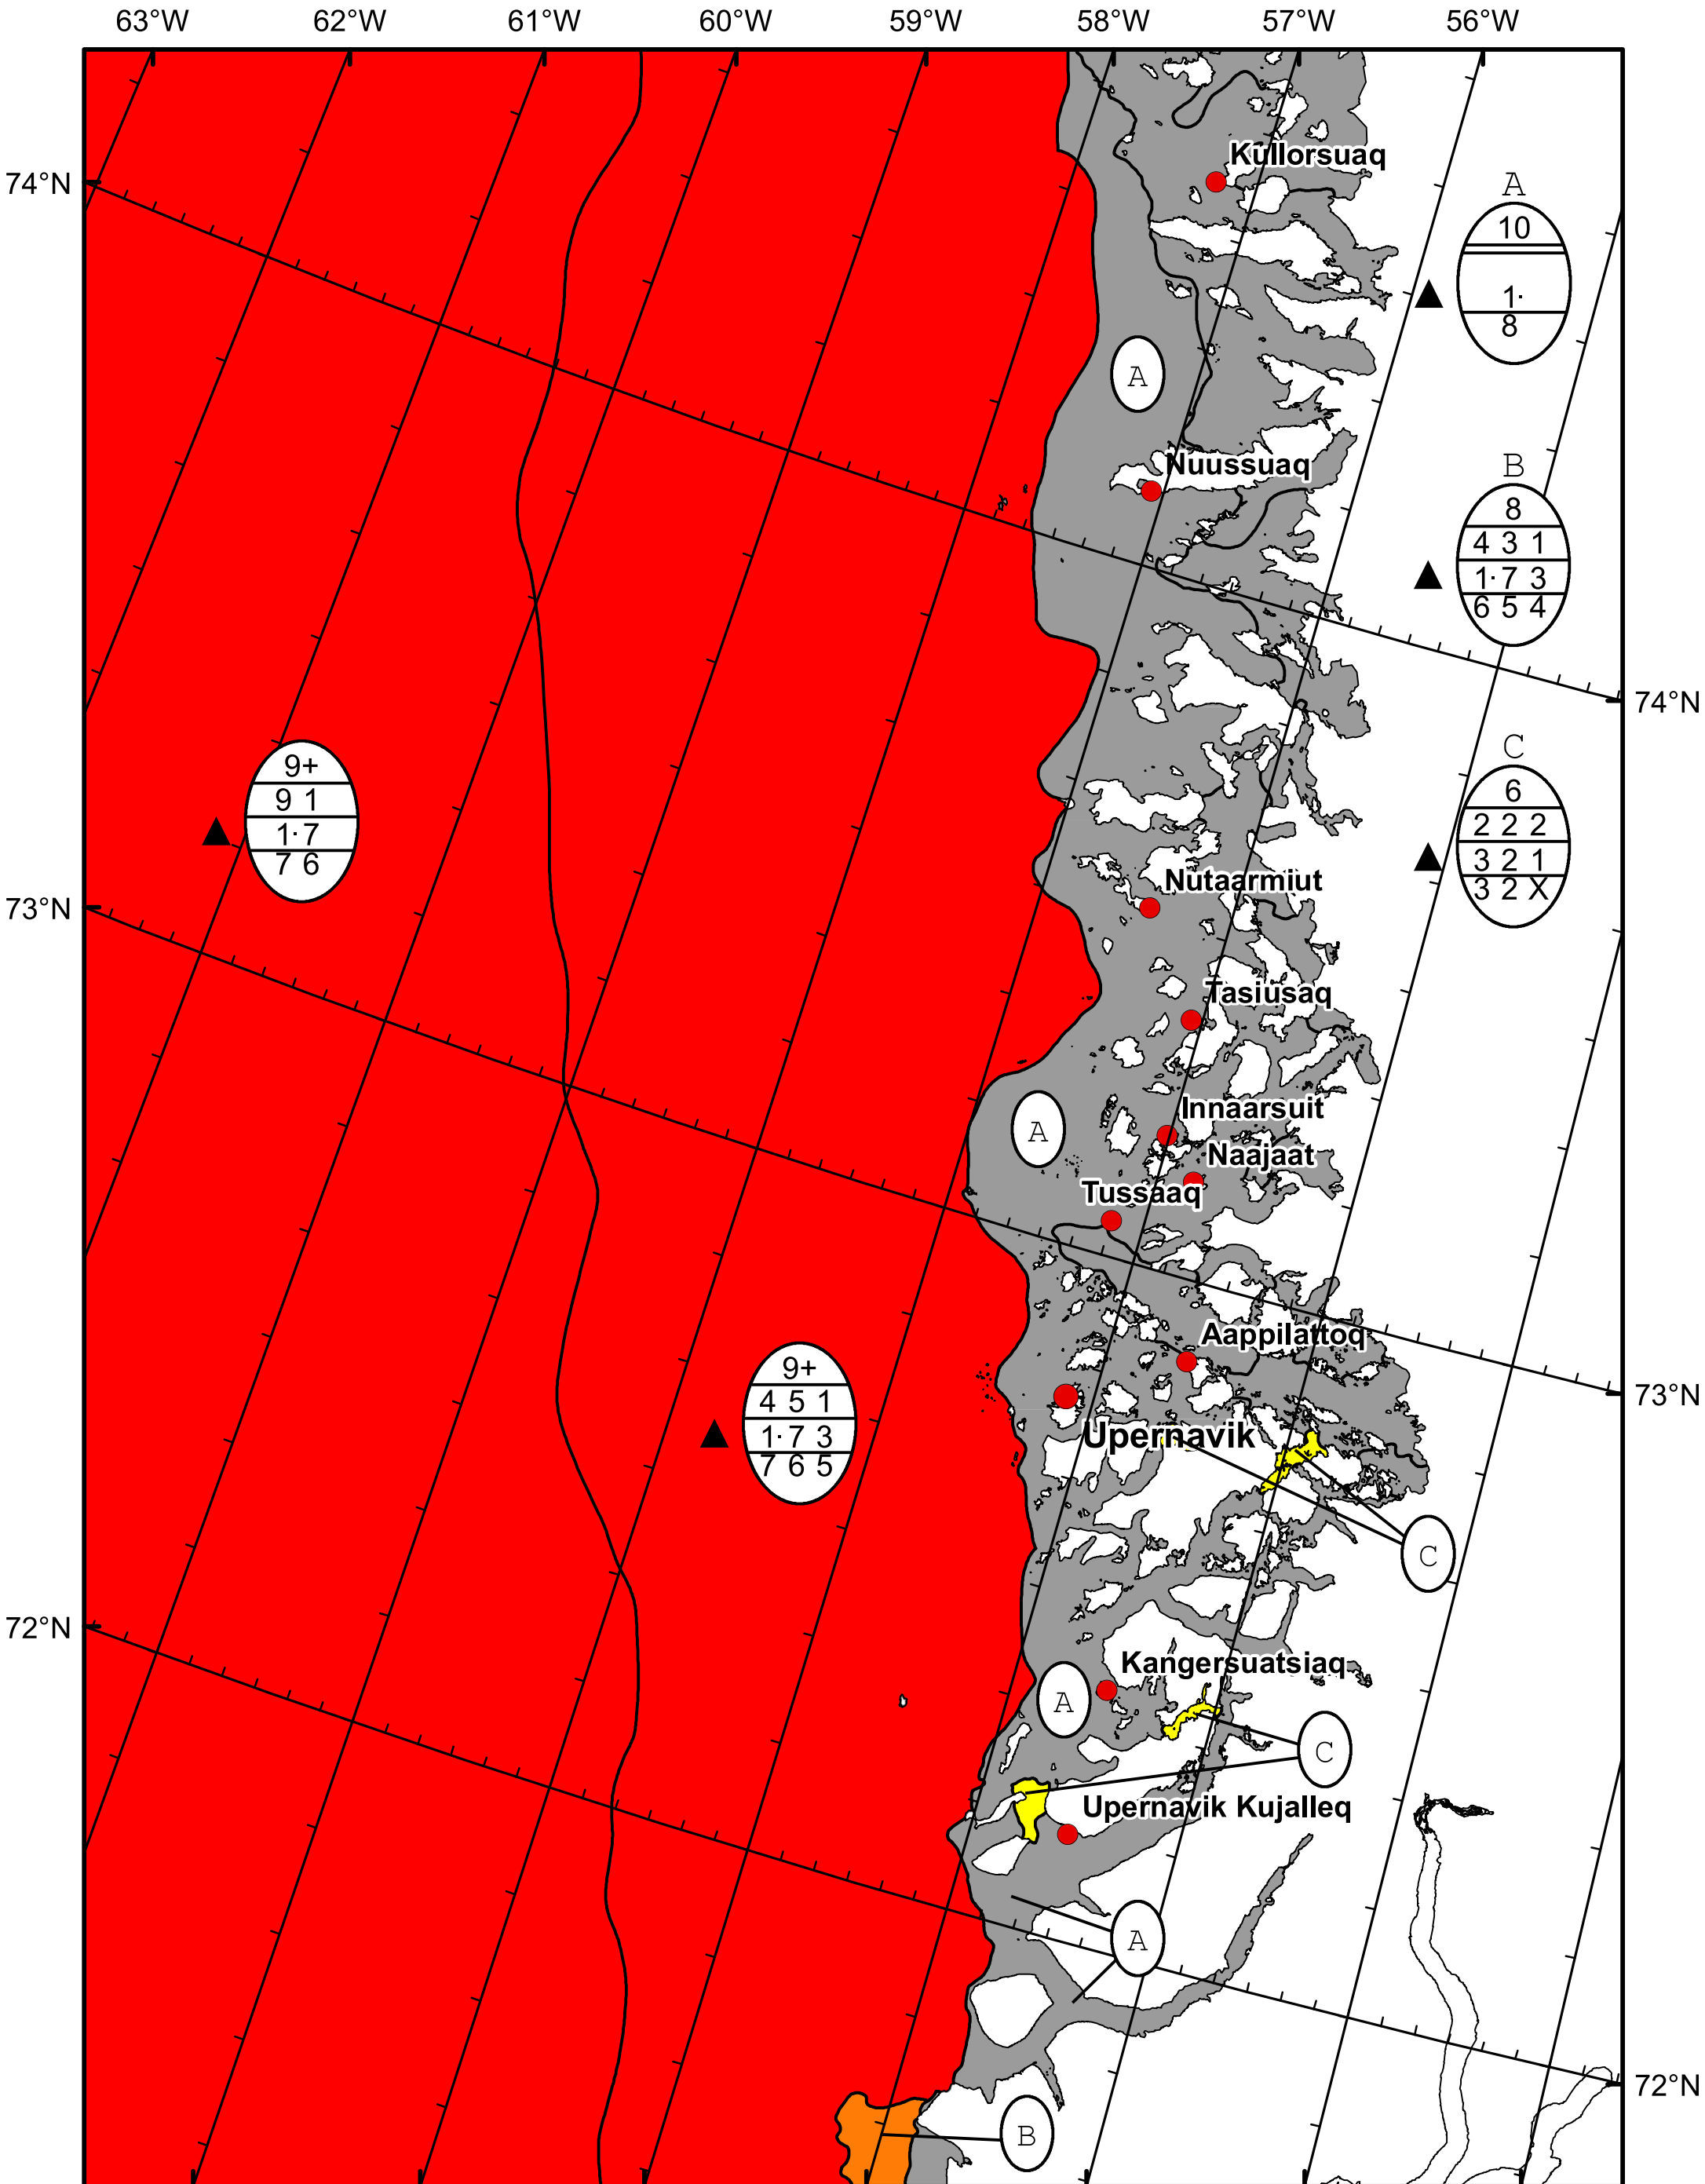 63°W 62°W 61°W 60°W 59°W 58°W 57°W 56°W
74°N
Kullorsuaq
A
10
1·
8
A
Nuussuaq
B
8
4 3 1
1·7 3
6 5 4
74°N
C
6
2 2 2
3 2 1
3 2 X
9+
9 1
1·7
7 6
73°N
Nutaarmiut
Tasiusaq
A
Innaarsuit
Naajaat
Tussaaq
Aappilattoq
73°N
9+
4 5 1
1·7 3
7 6 5
Upernavik
C
72°N
Kangersuatsiaq
A
C
Upernavik Kujalleq
A
72°N
B